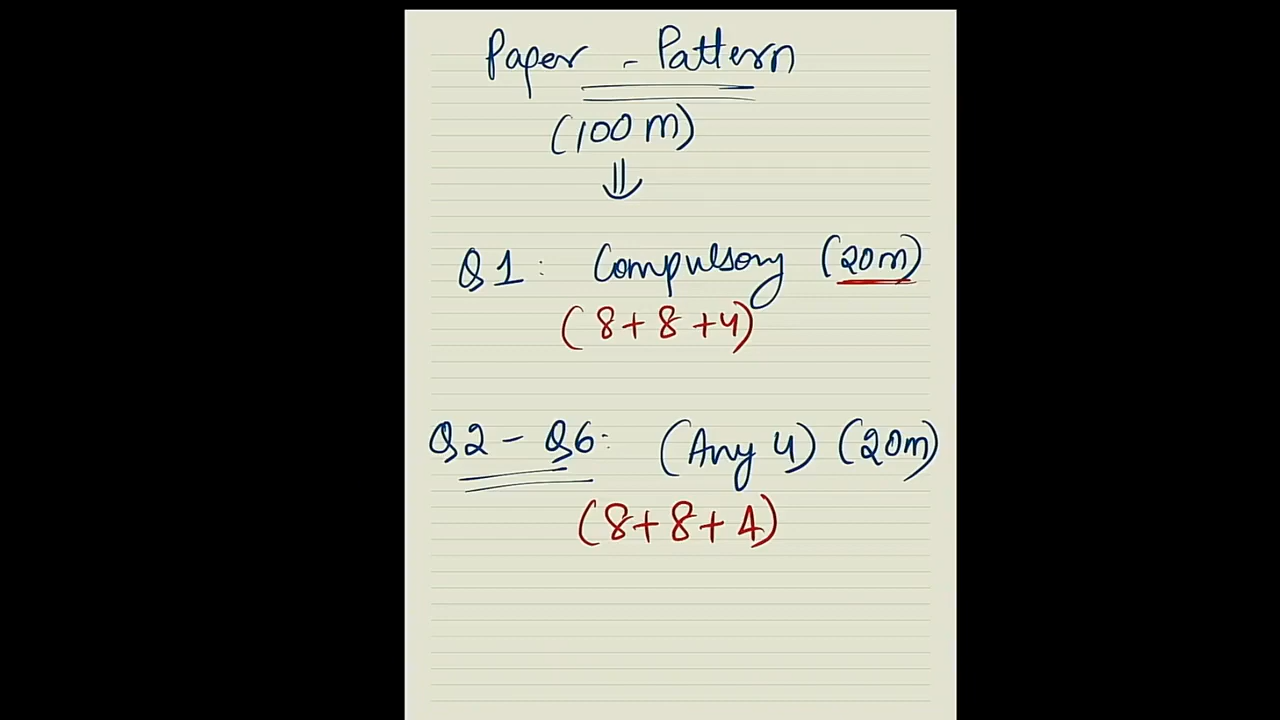 Paper - Pattern
(100 m)
⇓
Q1: Compulsory (20m)
(8+8+4)
Q2 - Q6: (Any 4) (20m)
(8+8+4)